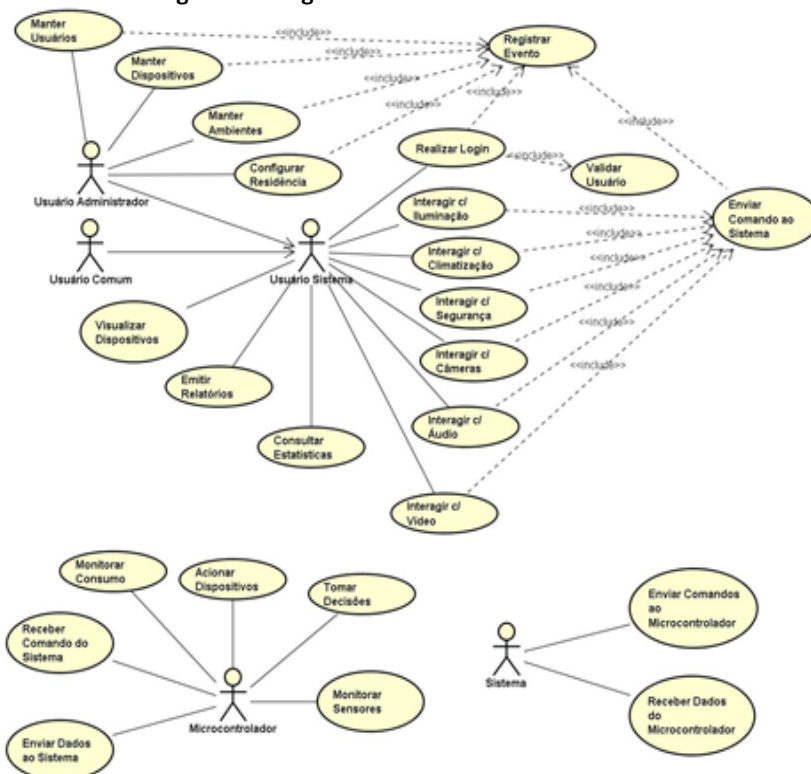 Manter
Usuários
<<include>>
Registrar
Evento
Manter
Dispositivos
<<include>>
<<include>>
<<include>>
<<include>>
<<include>>
Manter
Ambientes
Configurar
Residência
Realizar Login
<<include>>
Validar
Usuário
Usuário Administrador
Interagir c/
Iluminação
<<include>>
Enviar
Comando ao
Sistema
Usuário Comum
Usuário Sistema
Interagir c/
Climatização
<<include>>
Interagir c/
Segurança
<<include>>
Visualizar
Dispositivos
Interagir c/
Câmeras
<<include>>
Emitir
Relatórios
<<include>>
Interagir c/
Áudio
Consultar
Estatísticas
Interagir c/
Vídeo
Monitorar
Consumo
Acionar
Dispositivos
Tomar
Decisões
Receber
Comando do
Sistema
Enviar Comandos
ao
Microcontrolador
Sistema
Microcontrolador
Monitorar
Sensores
Enviar Dados
ao Sistema
Receber Dados
do
Microcontrolador